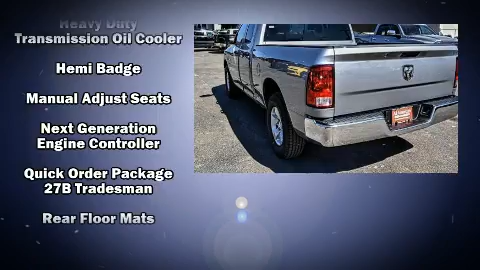 Heavy Duty
Transmission Oil Cooler
Hemi Badge
Manual Adjust Seats
Next Generation
Engine Controller
Quick Order Package
27B Tradesman
Rear Floor Mats